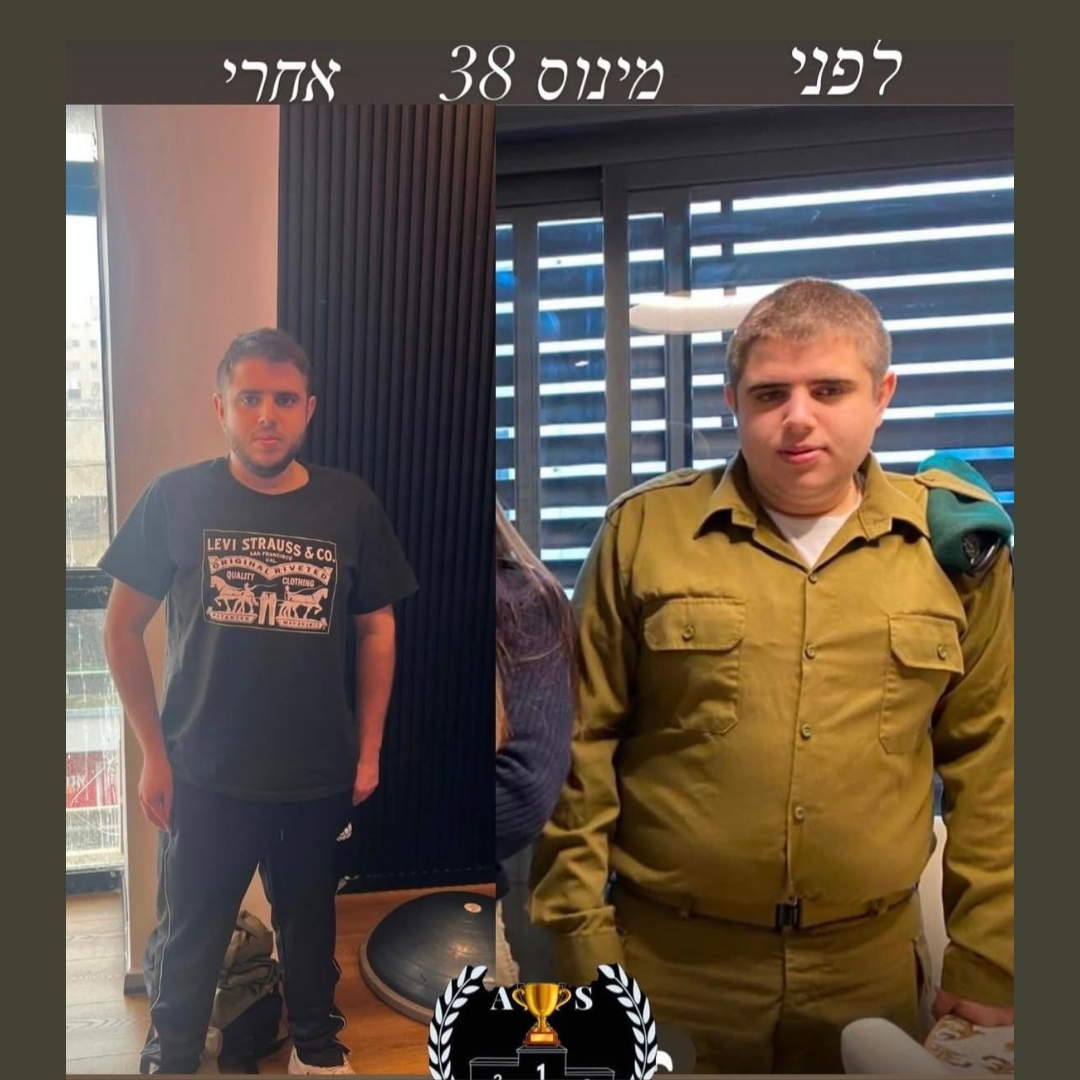 לפני מינוס 38 אחרי
LEVI STRAUSS & CO.
SAN FRANCISCO
CAL.
ORIGINAL RIVETED
QUALITY CLOTHING
A S
1